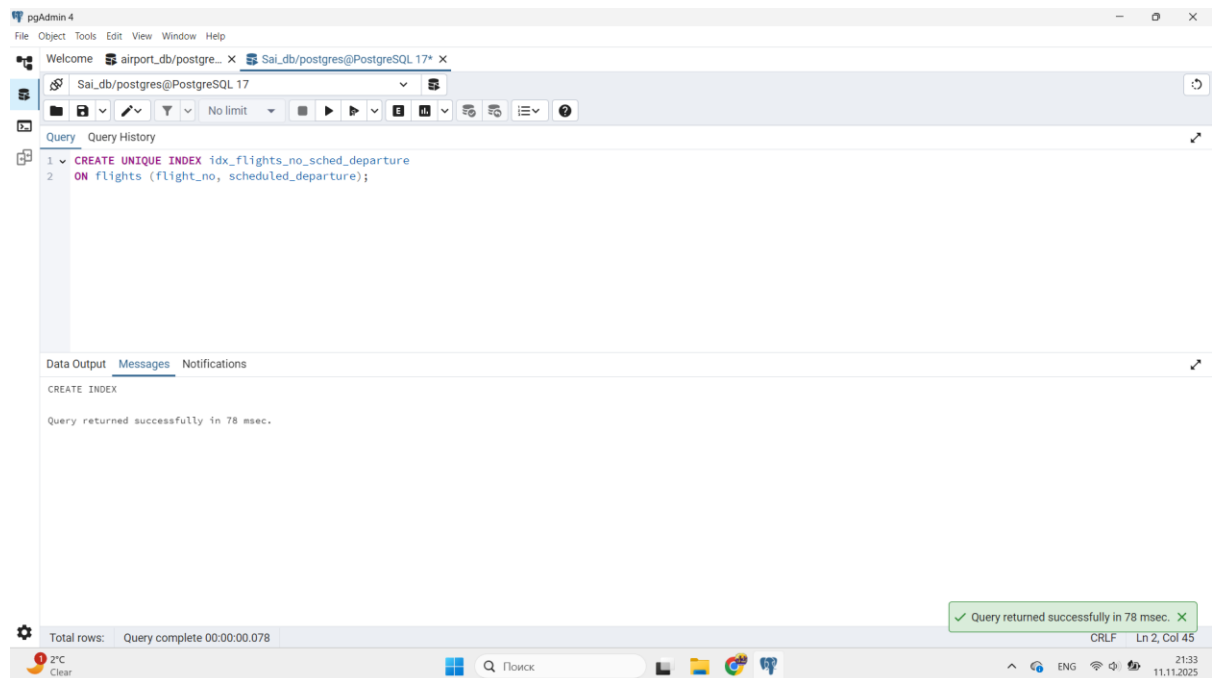 pgAdmin 4
File Object Tools Edit View Window Help
Welcome airport_db/postgre... Sai_db/postgres@PostgreSQL 17*
Sai_db/postgres@PostgreSQL 17
No limit
Query Query History
1 CREATE UNIQUE INDEX idx_flights_no_sched_departure
2 ON flights (flight_no, scheduled_departure);
Data Output Messages Notifications
CREATE INDEX
Query returned successfully in 78 msec.
Query returned successfully in 78 msec.
Total rows: Query complete 00:00:00.078 CRLF Ln 2, Col 45
1 2°C
Clear
Поиск
ENG
21:33
11.11.2025